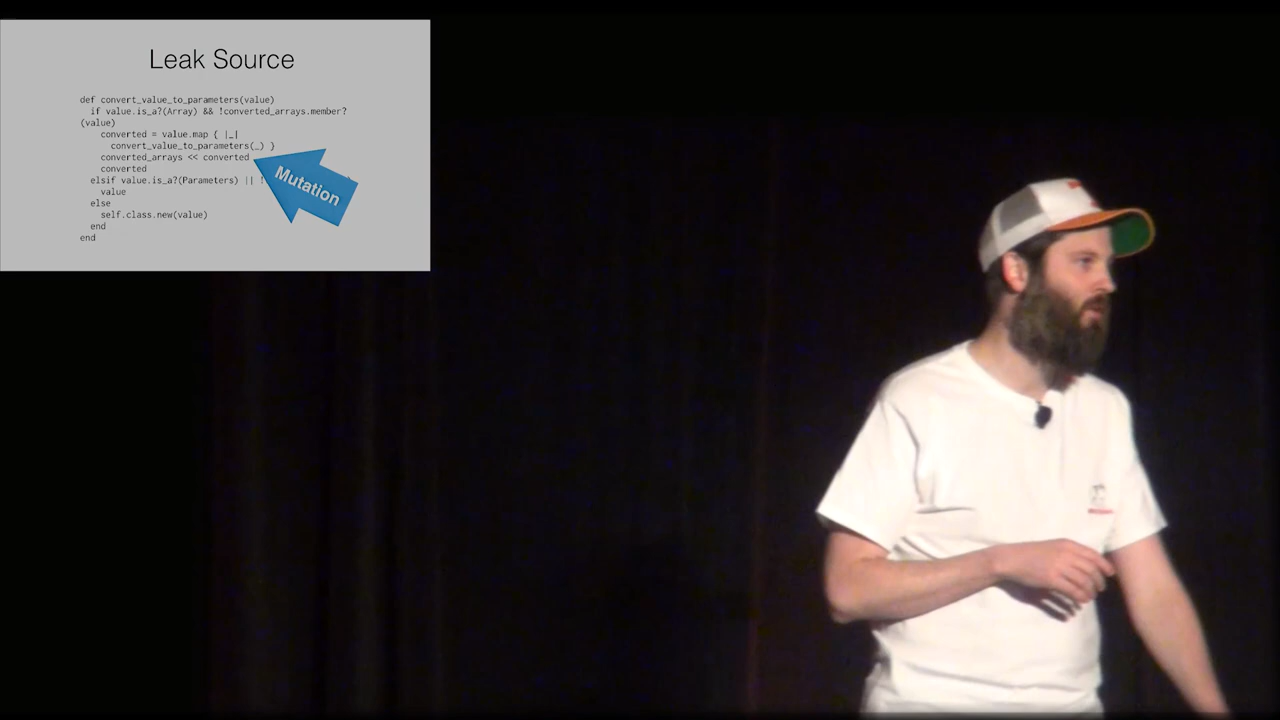 Leak Source
def convert_value_to_parameters(value)
if value.is_a?(Array) && !converted_arrays.member?
(value)
converted = value.map { |_|
convert_value_to_parameters(_) }
converted_arrays << converted
converted
elsif value.is_a?(Parameters) || !
value
else
self.class.new(value)
end
end
Mutation